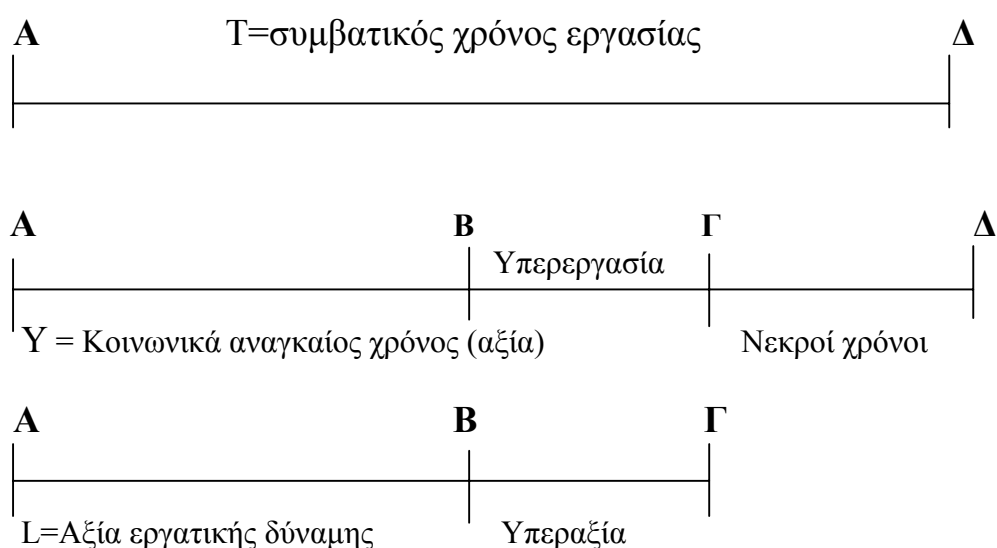 Α Τ=συμβατικός χρόνος εργασίας Δ
Α Β Γ Δ
Υπερεργασία
Υ = Κοινωνικά αναγκαίος χρόνος (αξία) Νεκροί χρόνοι
Α Β Γ
L=Αξία εργατικής δύναμης Υπεραξία